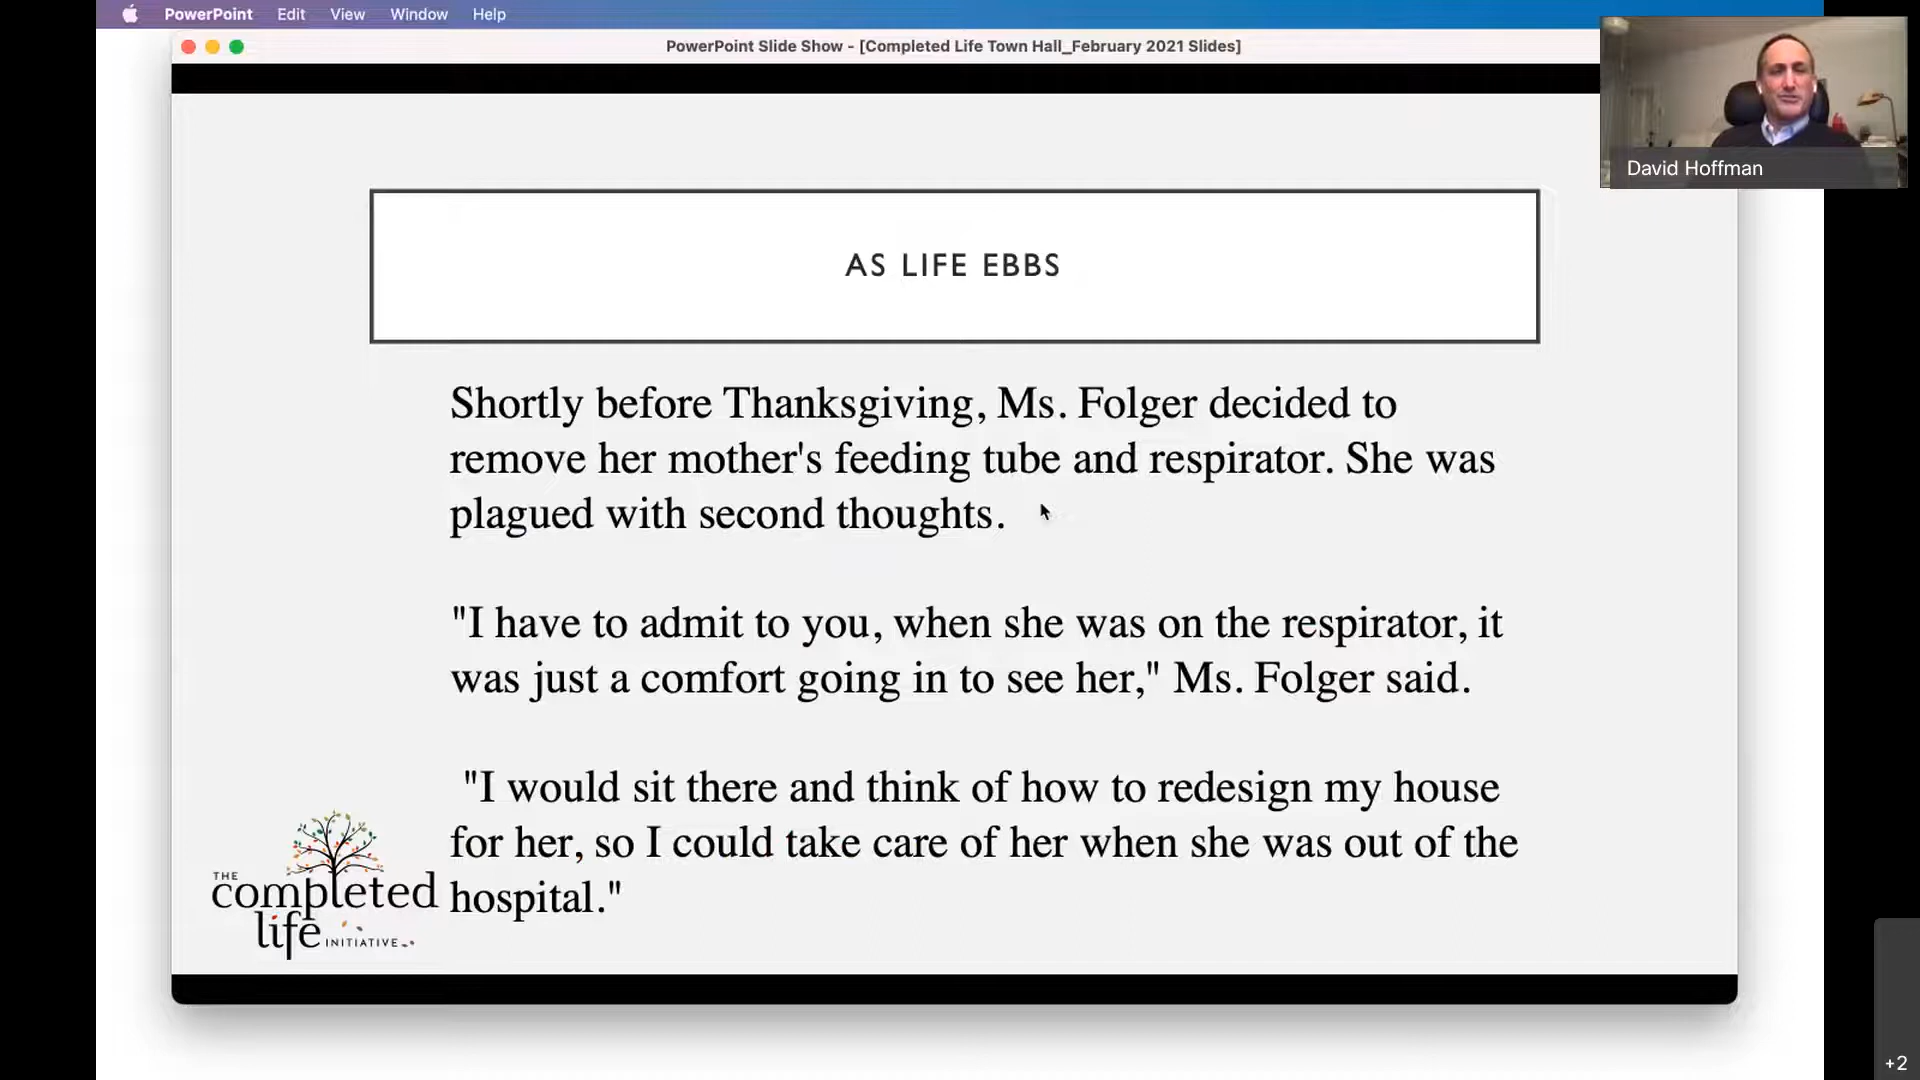 PowerPoint Edit View Window Help
PowerPoint Slide Show - [Completed Life Town Hall_February 2021 Slides]
David Hoffman
AS LIFE EBBS
Shortly before Thanksgiving, Ms. Folger decided to
remove her mother's feeding tube and respirator. She was
plagued with second thoughts.
"I have to admit to you, when she was on the respirator, it
was just a comfort going in to see her," Ms. Folger said.
"I would sit there and think of how to redesign my house
for her, so I could take care of her when she was out of the
hospital."
THE
completed
life INITIATIVE
+2